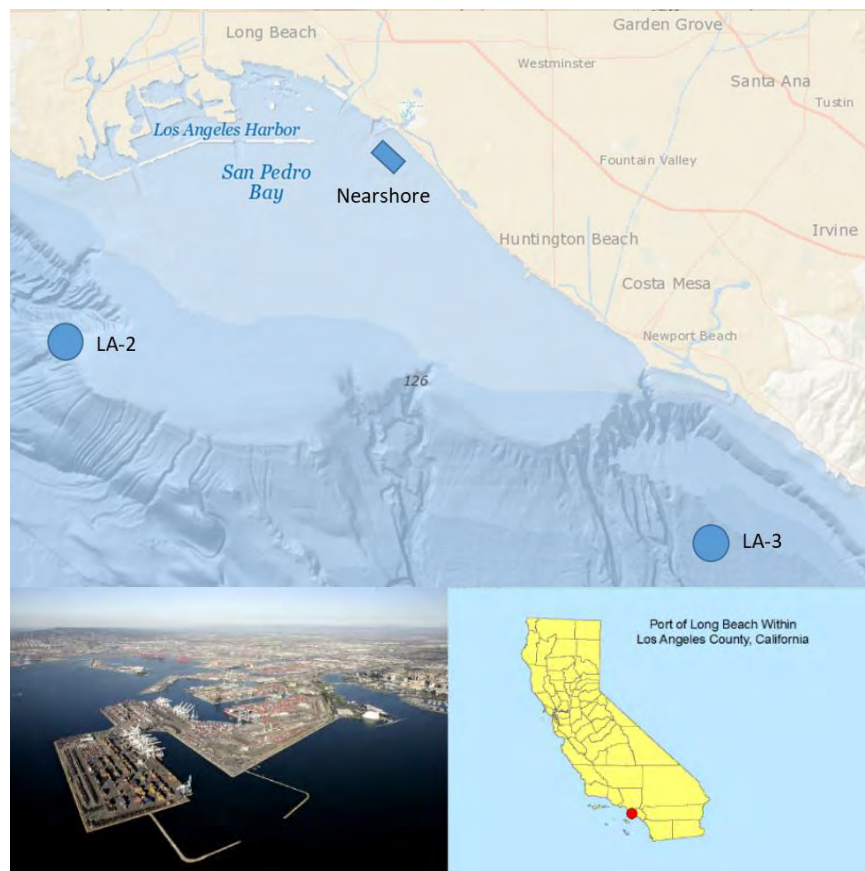 Long Beach
Garden Grove
Westminster
Santa Ana
Tustin
Los Angeles Harbor
San Pedro
Bay
Fountain Valley
Nearshore
Irvine
Huntington Beach
Costa Mesa
Newport Beach
LA-2
126
LA-3
Port of Long Beach Within
Los Angeles County, California